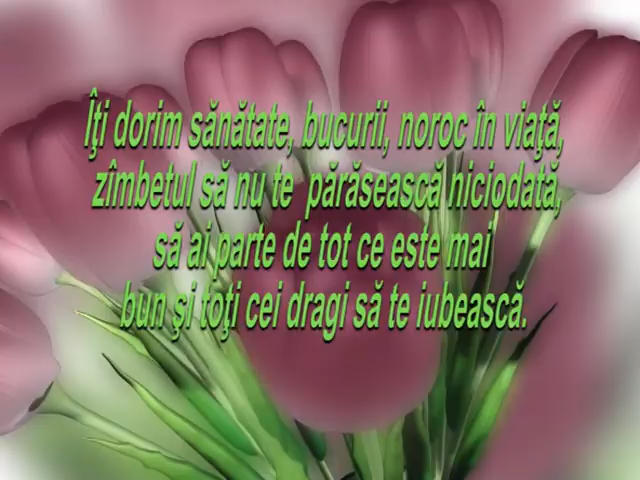 Îţi dorim sănătate, bucurii, noroc în viaţă,
zîmbetul să nu te părăsească niciodată,
să ai parte de tot ce este mai
bun şi toţi cei dragi să te iubească.